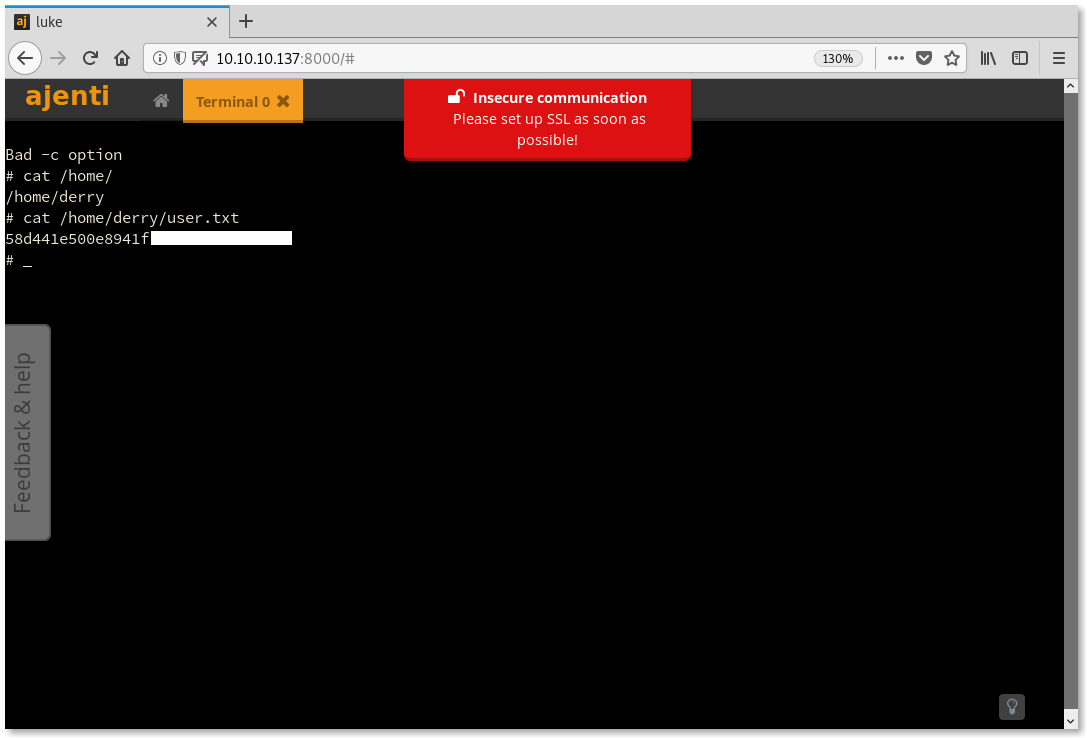 aj luke
10.10.10.137:8000/#
130%
ajenti
Terminal 0
Insecure communication
Please set up SSL as soon as
possible!
Bad -c option
# cat /home/
/home/derry
# cat /home/derry/user.txt
58d441e500e8941f
# _
Feedback & help